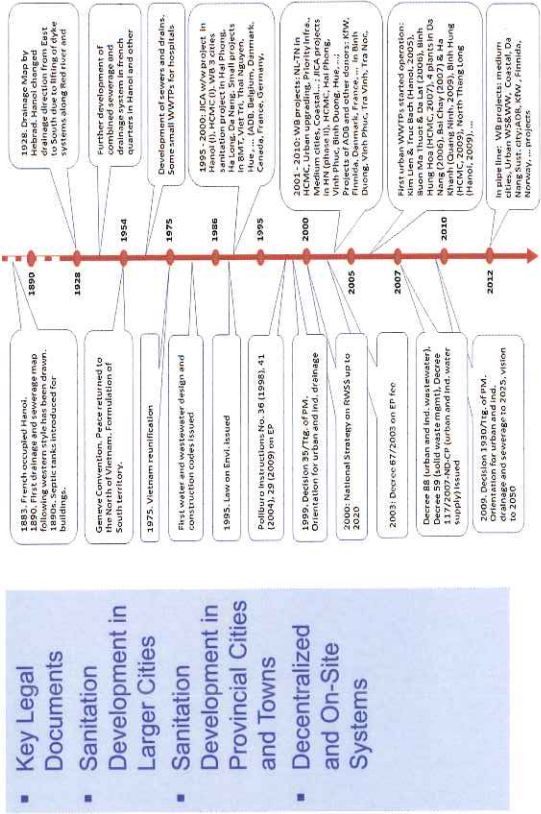 ▪ Key Legal
Documents
▪ Sanitation
Development in
Larger Cities
▪ Sanitation
Development in
Provincial Cities
and Towns
▪ Decentralized
and On-Site
Systems
1883. French occupied Hanoi.
1890. First drainage and sewerage map
following western style has been drawn.
1890s. Septic tanks introduced for
buildings.
Geneve Convention. Peace returned to
the North of Vietnam. Formulation of
South territory.
1975. Vietnam reunification
First water and wastewater design and
construction codes issued
1995. Law on Envi. issued
Poliburo Instructions No. 36 (1998), 41
(2004), 29 (2009) on EP
1999. Decision 35/Ttg. of PM.
Orientation for urban and ind. drainage
2000: National Strategy on RWSS up to
2020
2003: Decree 67/2003 on EP fee
Decree 88 (urban and ind. wastewater),
Decree 59 (solid waste mgmt), Decree
117/2007-ND-CP (urban and ind. water
supply) issued
2009. Decision 1930/Ttg. of PM.
Orientation for urban and ind.
drainage and sewerage to 2025, vision
to 2050
1890
1928
1954
1975
1986
1995
2000
2005
2007
2010
2012
1928. Drainage Map by
Hebrad. Hanoi changed
drainage direction from East
to South due to lifting of dyke
systems along Red river and
Further development of
combined sewerage and
drainage system in french
quarters in Hanoi and other
Development of sewers and drains.
Some small WWTPs for hospitals
1995 - 2000: JICA w/w project in
Hanoi (I), HCMC (I), WB 3 cities
sanitation project in Hai Phong,
Ha Long, Da Nang. Small projects
in BMT, Viet Tri, Thai Nguyen,
Hue ,... (ADB, Belgium, Denmark,
Canada, France, Germany,
2001 - 2010: WB projects: NL-TN in
HCMC, Urban upgrading, Priority Infra,
Medium cities, Coastal... ; JICA projects
in HN (phase II), HCMC, Hai Phong,
Vinh Phuc, Binh Duong, Hue, ... ;
Projects of ADB and other donors: KfW,
Finnida, Danmark, France, ... In Binh
Duong, Vinh Phuc, Tra Vinh, Tra Noc,
First urban WWTPs started operation:
Kim Lien & Truc Bach (Hanoi, 2005),
Buon Ma Thuot & Da Lat (2006), Binh
Hung Hoa (HCMC, 2007), 4 plants in Da
Nang (2006), Bai Chay (2007) & Ha
Khanh (Quang Ninh, 2009), Binh Hung
(HCMC, 2009), North Thang Long
(Hanoi, 2009), ...
In pipe line: WB projects: medium
cities, Urban WS&WW, Coastal, Da
Nang Sust. city;ADB, KfW , Finnida,
Norway, ... projects